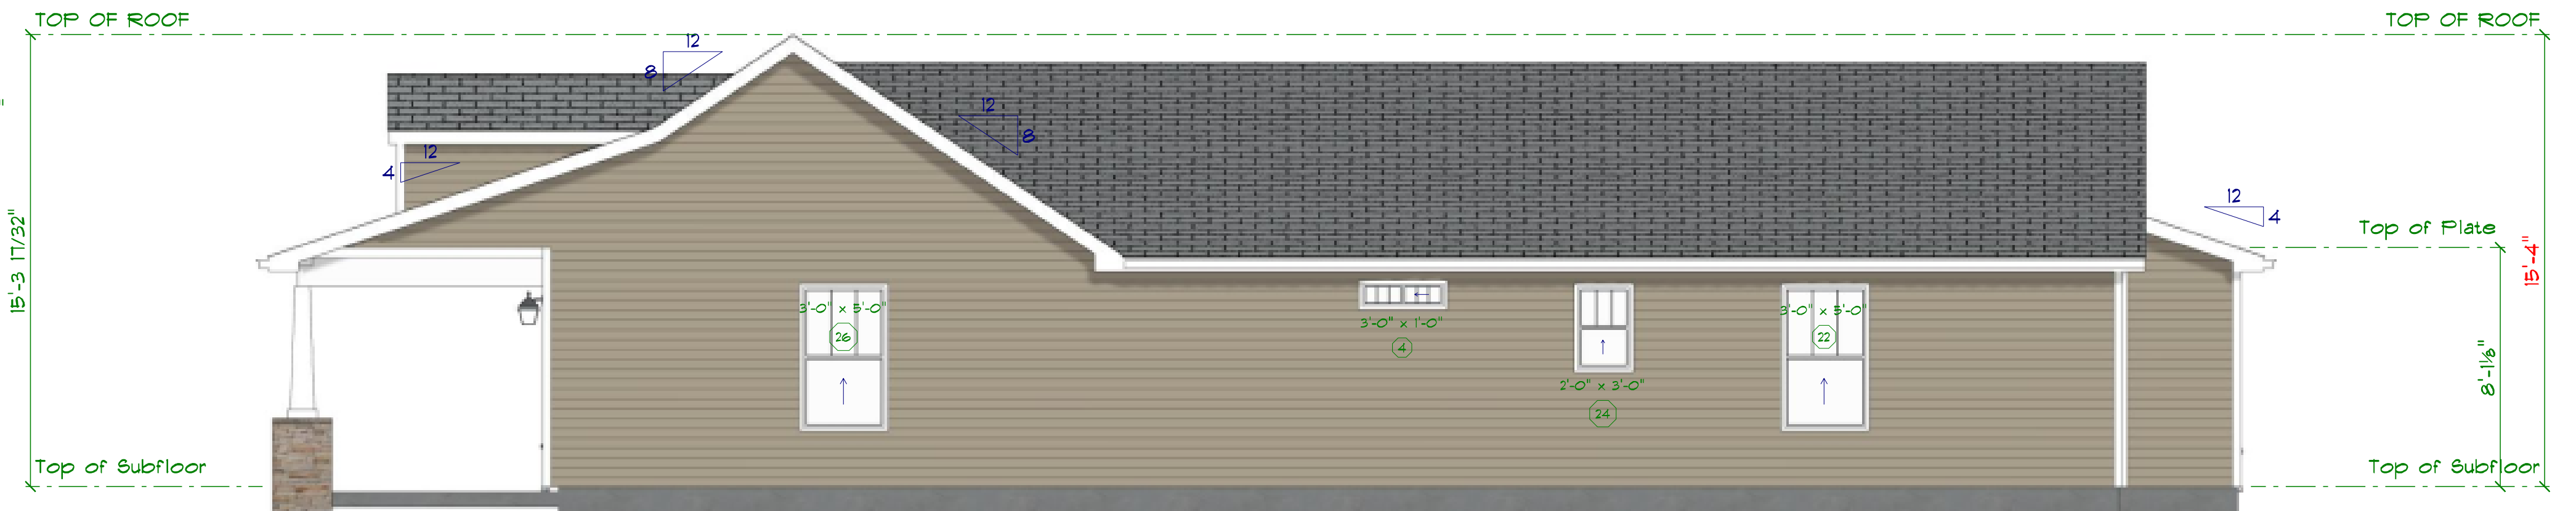 TOP OF ROOF
TOP OF ROOF
12
8
12
8
12
4
12
4
15'-3 17/32"
Top of Plate
15'-4"
8'-1⅛"
3'-0" x 5'-0"
26
3'-0" x 1'-0"
4
2'-0" x 3'-0"
24
3'-0" x 5'-0"
22
Top of Subfloor
Top of Subfloor
"